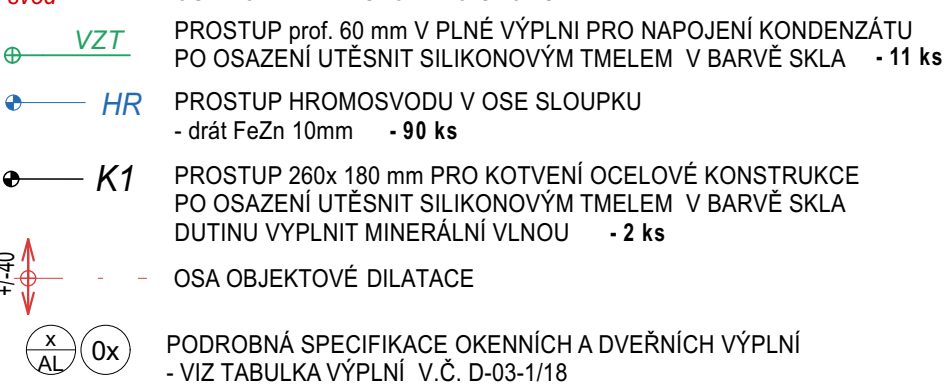 svod
VZT PROSTUP prof. 60 mm V PLNÉ VÝPLNI PRO NAPOJENÍ KONDENZÁTU
PO OSAZENÍ UTĚSNIT SILIKONOVÝM TMELEM V BARVĚ SKLA - 11 ks
HR PROSTUP HROMOSVODU V OSE SLOUPKU
- drát FeZn 10mm - 90 ks
K1 PROSTUP 260x 180 mm PRO KOTVENÍ OCELOVÉ KONSTRUKCE
PO OSAZENÍ UTĚSNIT SILIKONOVÝM TMELEM V BARVĚ SKLA
DUTINU VYPLNIT MINERÁLNÍ VLNOU - 2 ks
+/-40 OSA OBJEKTOVÉ DILATACE
x
AL 0x PODROBNÁ SPECIFIKACE OKENNÍCH A DVEŘNÍCH VÝPLNÍ
- VIZ TABULKA VÝPLNÍ V.Č. D-03-1/18